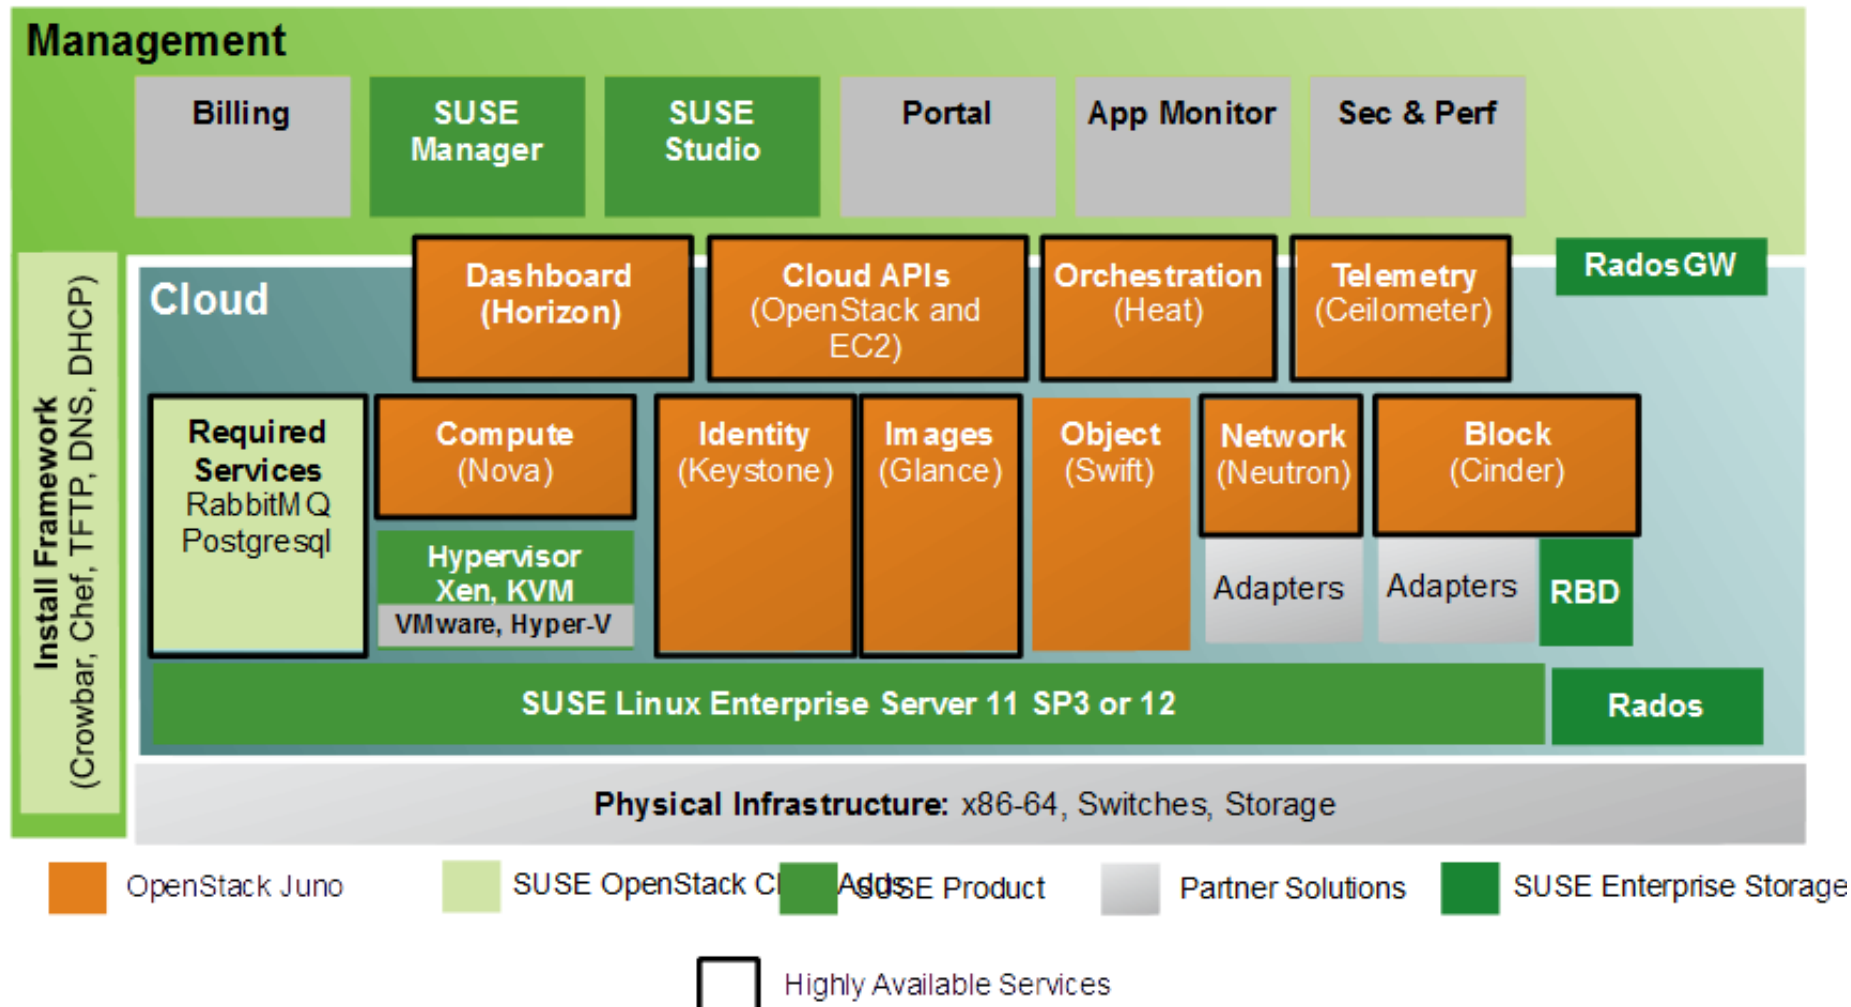 Management
Billing
SUSE
Manager
SUSE
Studio
Portal
App Monitor
Sec & Perf
Install Framework
(Crowbar, Chef, TFTP, DNS, DHCP)
Cloud
Dashboard
(Horizon)
Cloud APIs
(OpenStack and
EC2)
Orchestration
(Heat)
Telemetry
(Ceilometer)
RadosGW
Required
Services
RabbitMQ
Postgresql
Compute
(Nova)
Hypervisor
Xen, KVM
VMware, Hyper-V
Identity
(Keystone)
Images
(Glance)
Object
(Swift)
Network
(Neutron)
Adapters
Block
(Cinder)
Adapters
RBD
SUSE Linux Enterprise Server 11 SP3 or 12
Rados
Physical Infrastructure: x86-64, Switches, Storage
OpenStack Juno
SUSE OpenStack
SUSE Product
Partner Solutions
SUSE Enterprise Storage
Highly Available Services